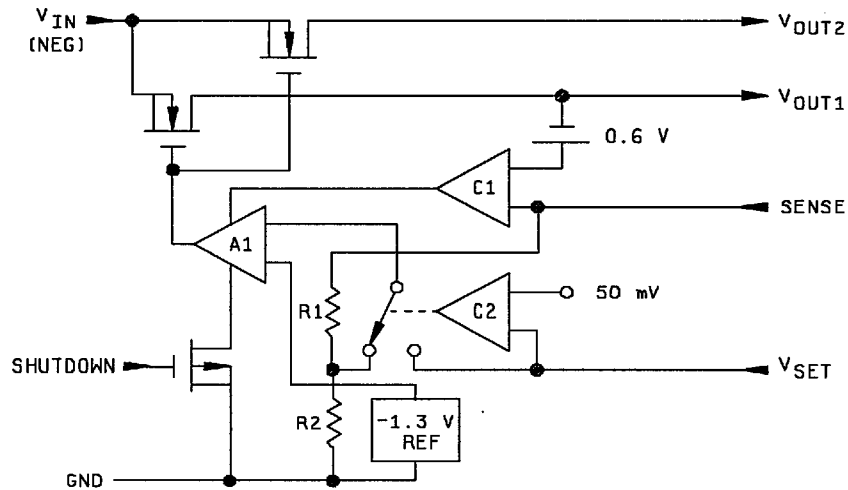 VIN
(NEG)
VOUT2
VOUT1
0.6 V
C1
SENSE
A1
R1
C2
50 mV
SHUTDOWN
VSET
R2
-1.3 V
REF
GND